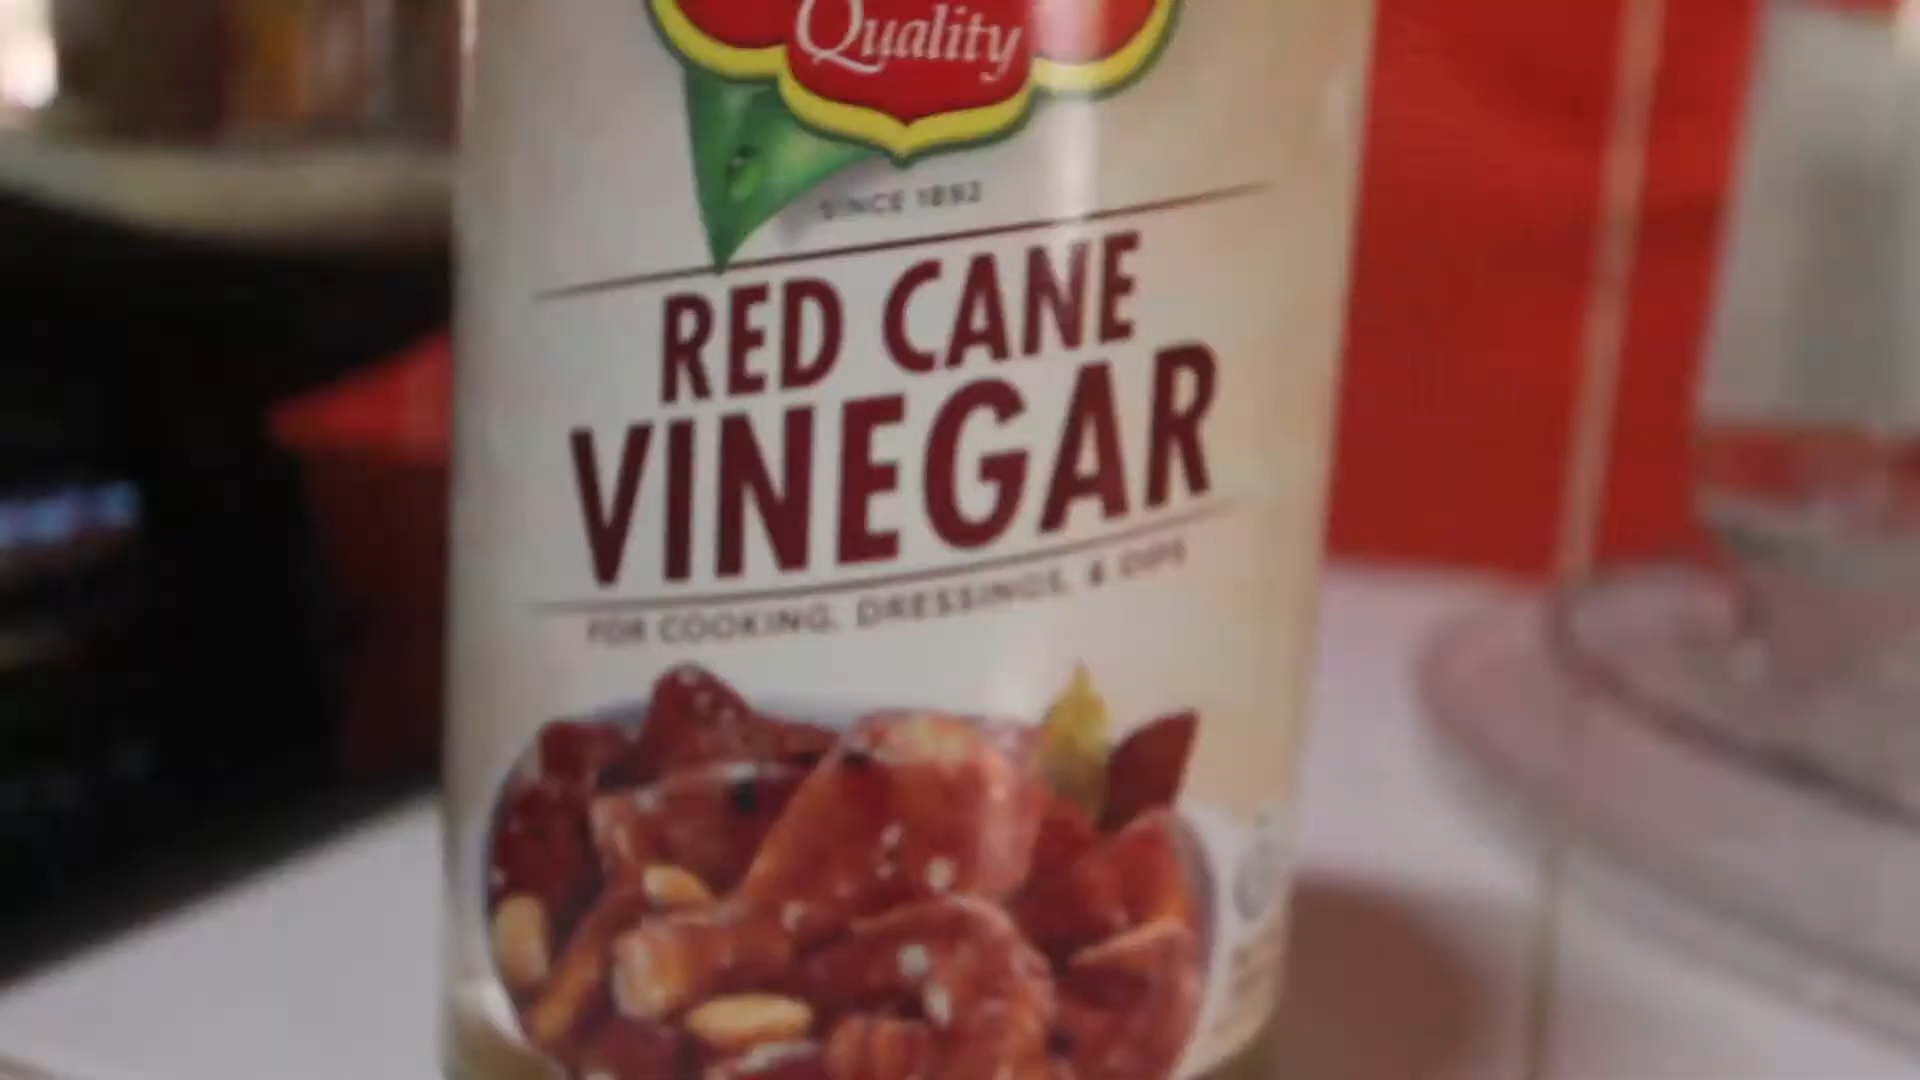 Quality
SINCE 1892
RED CANE
VINEGAR
FOR COOKING, DRESSINGS, & DIPS